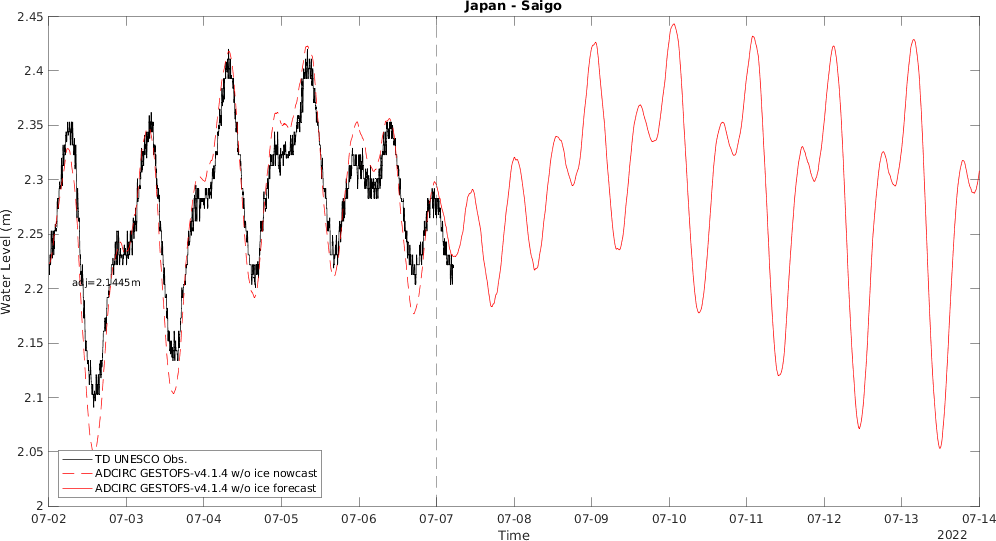 Japan - Saigo
2.45
2.4
2.35
2.3
2.25
2.2
2.15
2.1
2.05
2
Water Level (m)
adj=2.1445m
TD UNESCO Obs.
ADCIRC GESTOFS-v4.1.4 w/o ice nowcast
ADCIRC GESTOFS-v4.1.4 w/o ice forecast
07-02 07-03 07-04 07-05 07-06 07-07 07-08 07-09 07-10 07-11 07-12 07-13 07-14
Time
2022